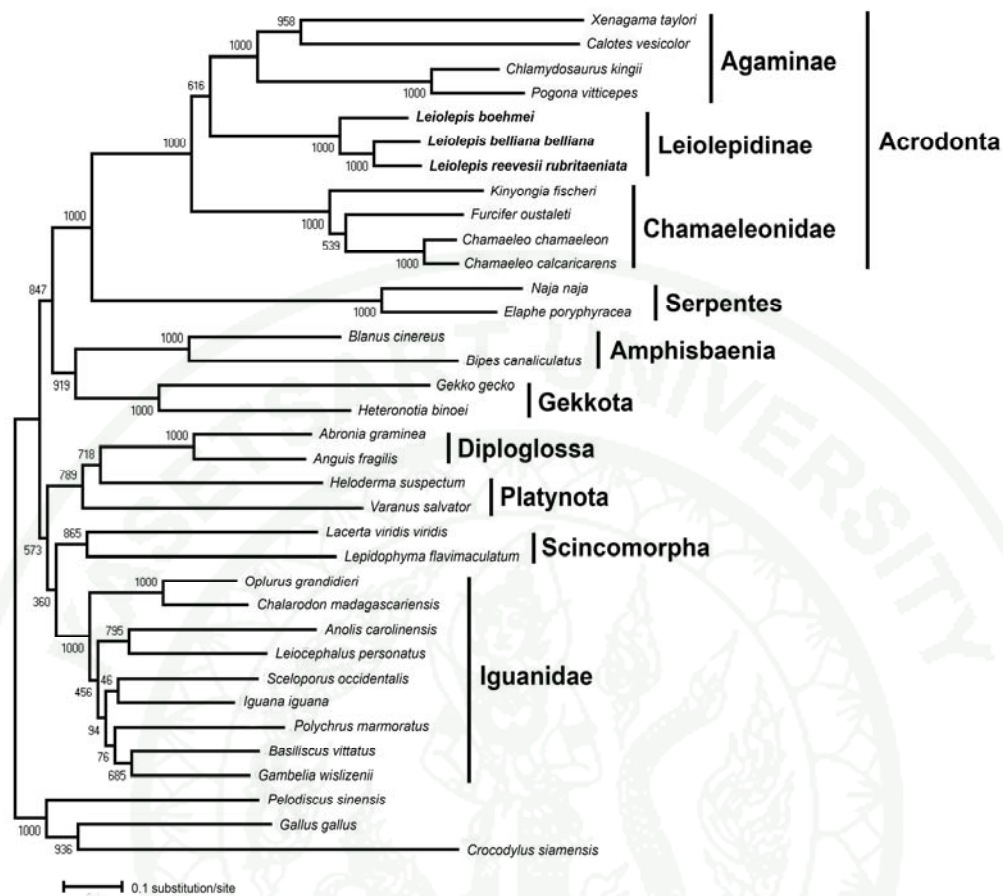 958
Xenagama taylori
1000
Calotes vesicolor
Agaminae
616
Chlamydosaurus kingii
1000
Pogona vitticepes
Acrodonta
1000
Leiolepis boehmei
1000
Leiolepis belliana belliana
Leiolepidinae
1000
Leiolepis reevesii rubritaeniata
1000
Kinyongia fischeri
1000
Furcifer oustaleti
Chamaeleonidae
539
Chamaeleo chamaeleon
1000
Chamaeleo calcaricarens
847
Naja naja
Serpentes
1000
Elaphe poryphyracea
1000
Blanus cinereus
Amphisbaenia
Bipes canaliculatus
919
Gekko gecko
Gekkota
1000
Heteronotia binoei
1000
Abronia graminea
Diploglossa
718
Anguis fragilis
789
Heloderma suspectum
Platynota
Varanus salvator
573
865
Lacerta viridis viridis
Scincomorpha
Lepidophyma flavimaculatum
360
1000
Oplurus grandidieri
Chalarodon madagascariensis
1000
795
Anolis carolinensis
Leiocephalus personatus
Iguanidae
456
46
Sceloporus occidentalis
Iguana iguana
94
Polychrus marmoratus
76
Basiliscus vittatus
685
Gambelia wislizenii
Pelodiscus sinensis
1000
Gallus gallus
936
Crocodylus siamensis
0.1 substitution/site
KASETSART UNIVERSITY